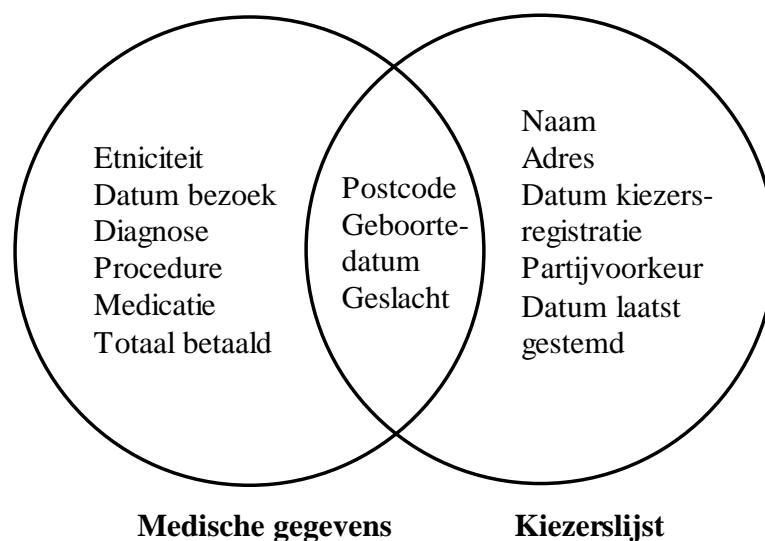 Etniciteit
Datum bezoek
Diagnose
Procedure
Medicatie
Totaal betaald
Postcode
Geboorte-
datum
Geslacht
Naam
Adres
Datum kiezers-
registratie
Partijvoorkeur
Datum laatst
gestemd
Medische gegevens
Kiezerslijst